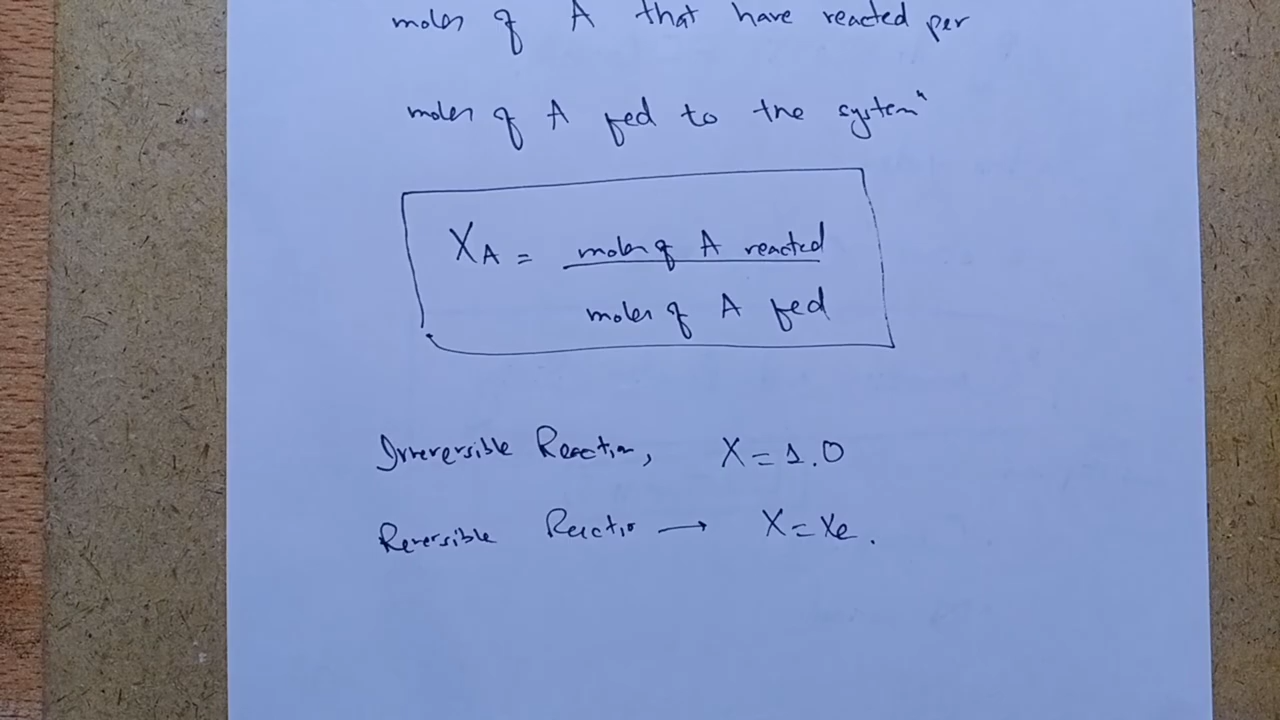 moles of A that have reacted per
moles of A fed to the system"
XA = moles of A reacted
moles of A fed
Irreversible Reaction, X = 1.0
Reversible Reactio → X = Xe.